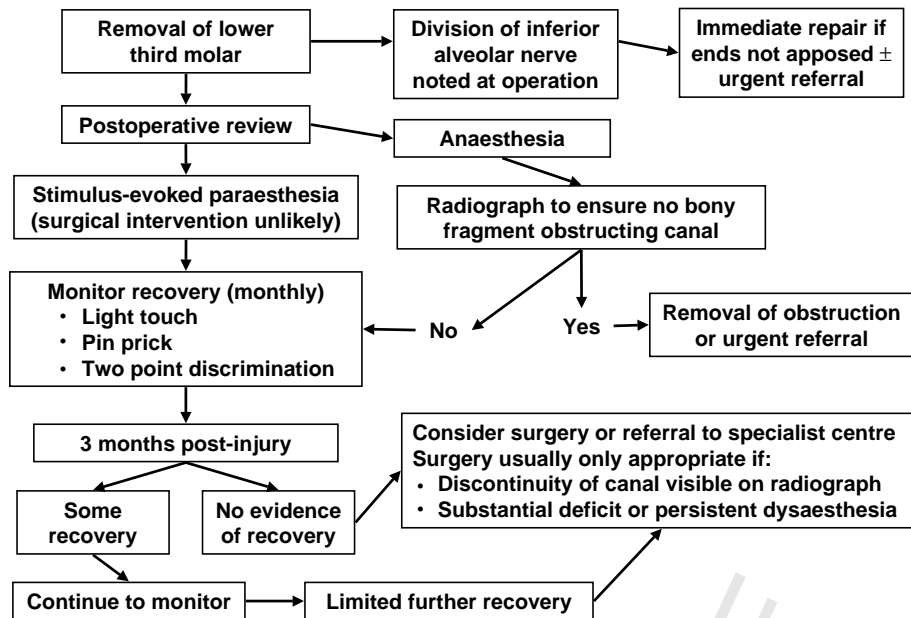 Removal of lower
third molar
Division of inferior
alveolar nerve
noted at operation
Immediate repair if
ends not apposed ±
urgent referral
Postoperative review
Anaesthesia
Stimulus-evoked paraesthesia
(surgical intervention unlikely)
Radiograph to ensure no bony
fragment obstructing canal
Monitor recovery (monthly)
• Light touch
• Pin prick
• Two point discrimination
No
Yes
Removal of obstruction
or urgent referral
3 months post-injury
Consider surgery or referral to specialist centre
Surgery usually only appropriate if:
• Discontinuity of canal visible on radiograph
• Substantial deficit or persistent dysaesthesia
Some
recovery
No evidence
of recovery
Continue to monitor
Limited further recovery